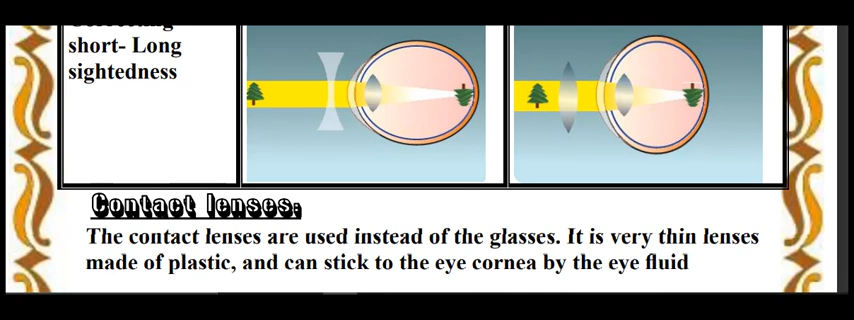 short- Long
sightedness
Contact lenses:
The contact lenses are used instead of the glasses. It is very thin lenses
made of plastic, and can stick to the eye cornea by the eye fluid